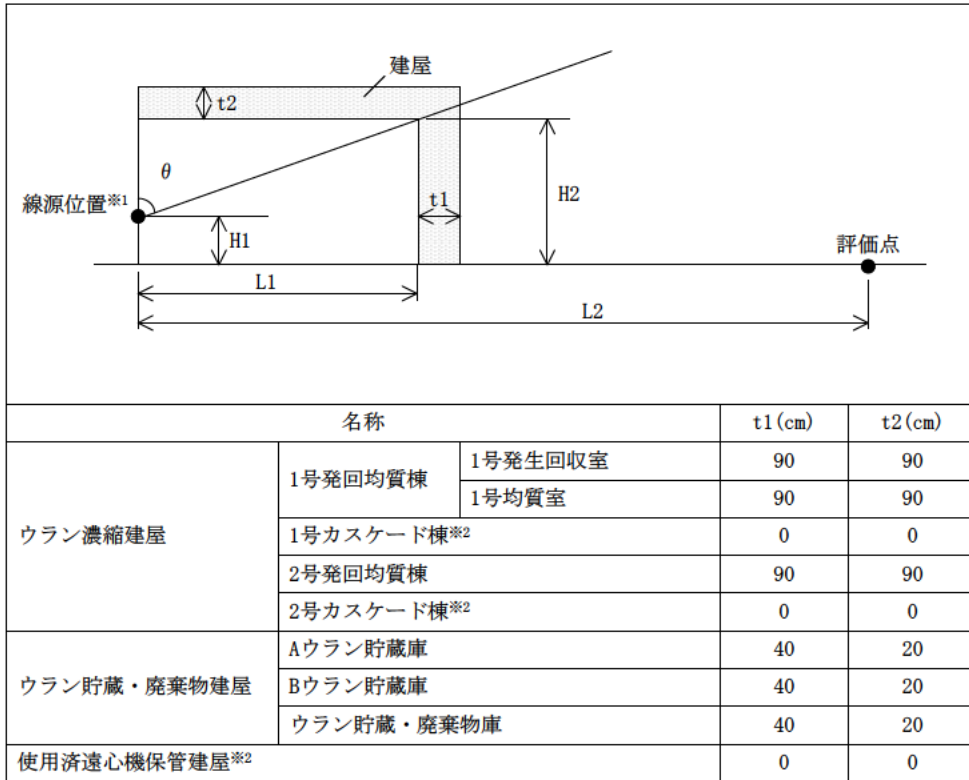 建屋
t2
θ
線源位置※1
H1
t1
H2
評価点
L1
L2
名称 t1(cm) t2(cm)
ウラン濃縮建屋 1号発回均質棟 1号発生回収室 90 90
1号均質室 90 90
1号カスケード棟※2 0 0
2号発回均質棟 90 90
2号カスケード棟※2 0 0
ウラン貯蔵・廃棄物建屋 Aウラン貯蔵庫 40 20
Bウラン貯蔵庫 40 20
ウラン貯蔵・廃棄物庫 40 20
使用済遠心機保管建屋※2 0 0